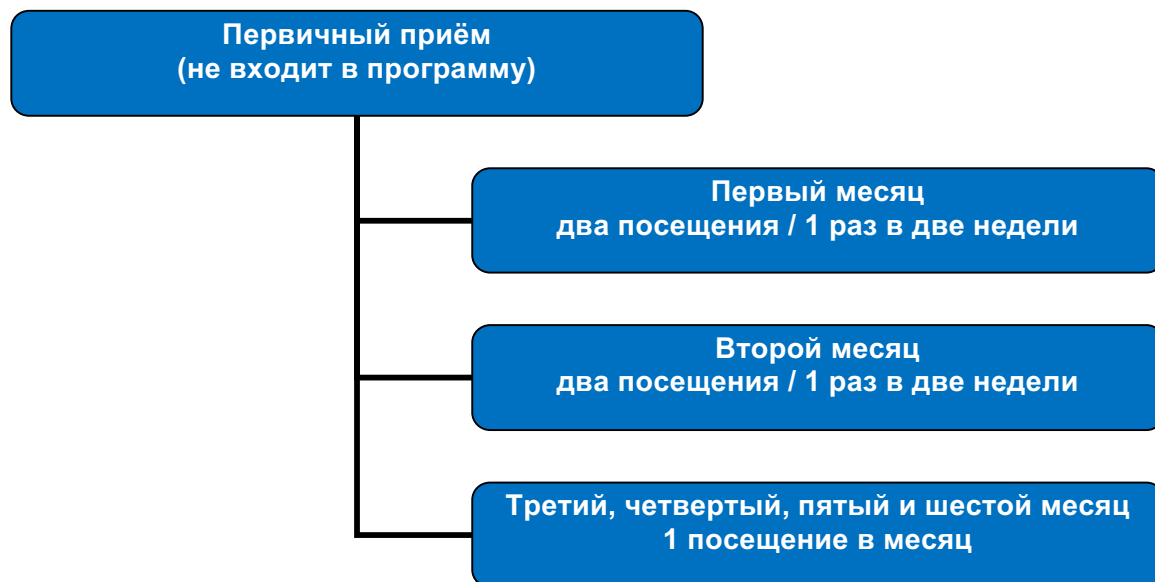 Первичный приём
(не входит в программу)
Первый месяц
два посещения / 1 раз в две недели
Второй месяц
два посещения / 1 раз в две недели
Третий, четвертый, пятый и шестой месяц
1 посещение в месяц